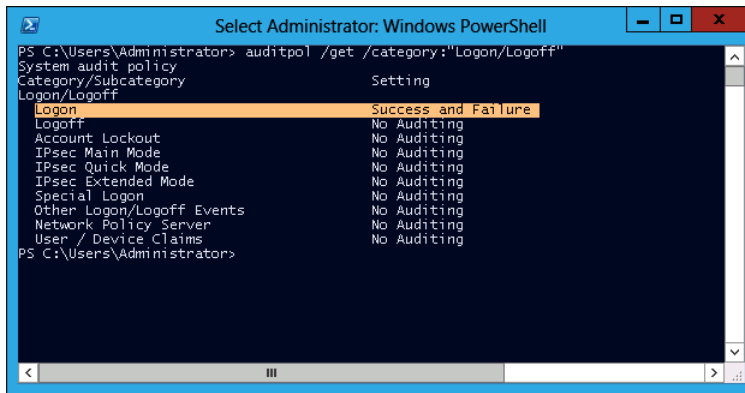 Select Administrator: Windows PowerShell
PS C:\Users\Administrator> auditpol /get /category:"Logon/Logoff"
System audit policy
Category/Subcategory                      Setting
Logon/Logoff
  Logon                                   Success and Failure
  Logoff                                  No Auditing
  Account Lockout                         No Auditing
  IPsec Main Mode                         No Auditing
  IPsec Quick Mode                        No Auditing
  IPsec Extended Mode                     No Auditing
  Special Logon                           No Auditing
  Other Logon/Logoff Events               No Auditing
  Network Policy Server                   No Auditing
  User / Device Claims                    No Auditing
PS C:\Users\Administrator>